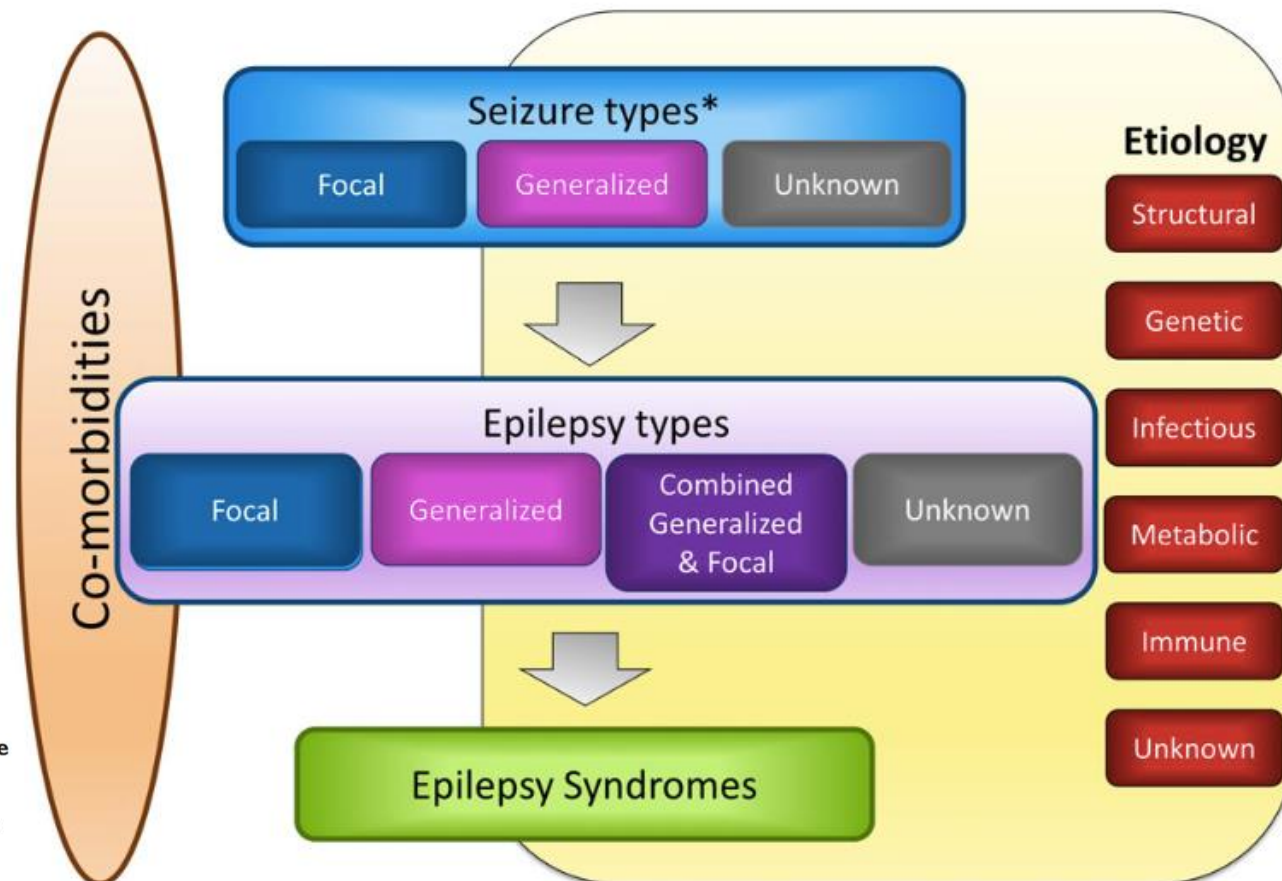 Co-morbidities
Seizure types*
Focal
Generalized
Unknown
Epilepsy types
Focal
Generalized
Combined
Generalized
& Focal
Unknown
Epilepsy Syndromes
Etiology
Structural
Genetic
Infectious
Metabolic
Immune
Unknown